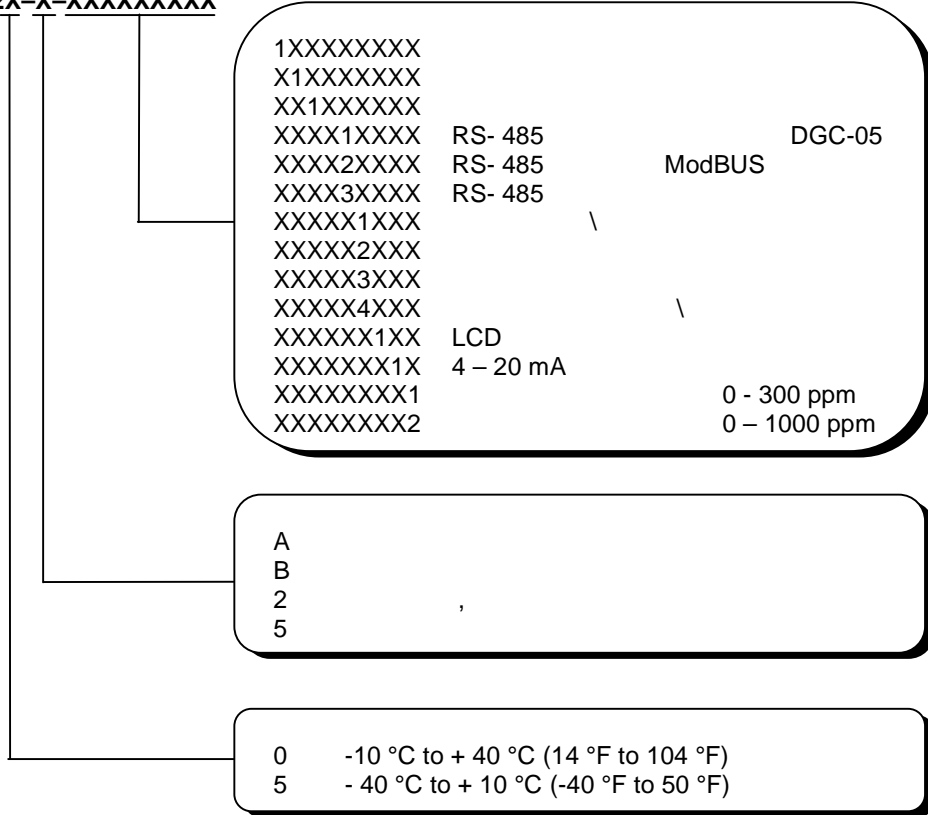 X–X–XXXXXXXXX
1XXXXXXXX
X1XXXXXXX
XX1XXXXXX
XXXX1XXXX RS- 485 DGC-05
XXXX2XXXX RS- 485 ModBUS
XXXX3XXXX RS- 485
XXXXX1XXX \
XXXXX2XXX
XXXXX3XXX
XXXXX4XXX \
XXXXXX1XX LCD
XXXXXXX1X 4 – 20 mA
XXXXXXXX1 0 - 300 ppm
XXXXXXXX2 0 – 1000 ppm
A
B
2 ,
5
0 -10 °C to + 40 °C (14 °F to 104 °F)
5 - 40 °C to + 10 °C (-40 °F to 50 °F)